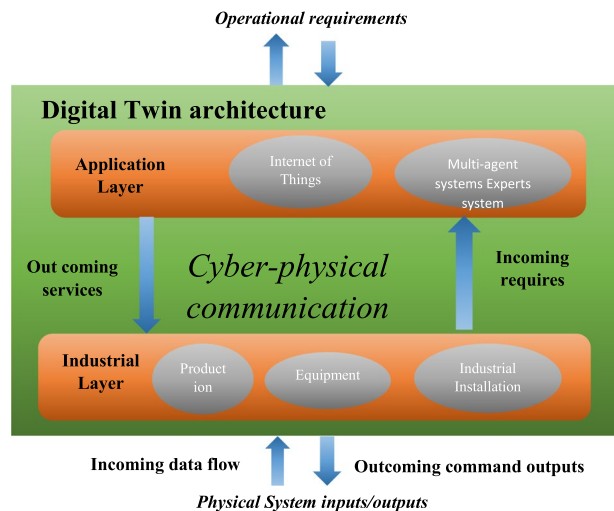 Operational requirements
Digital Twin architecture
Application
Layer
Internet of
Things
Multi-agent
systems Experts
system
Out coming
services
Cyber-physical
communication
Incoming
requires
Industrial
Layer
Product
ion
Equipment
Industrial
Installation
Incoming data flow
Outcoming command outputs
Physical System inputs/outputs